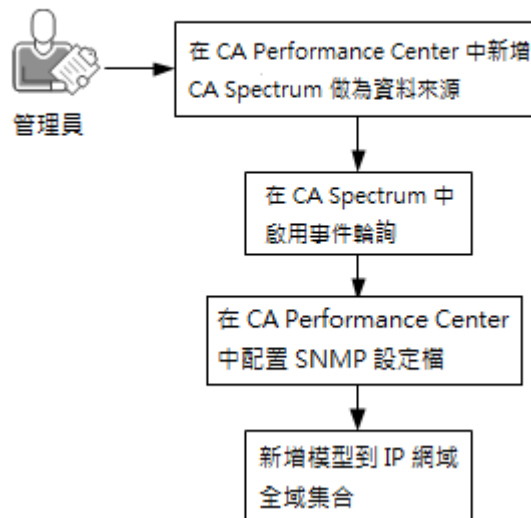 管理員
在 CA Performance Center 中新增
CA Spectrum 做為資料來源
在 CA Spectrum 中
啟用事件輪詢
在 CA Performance Center
中配置 SNMP 設定檔
新增模型到 IP 網域
全域集合